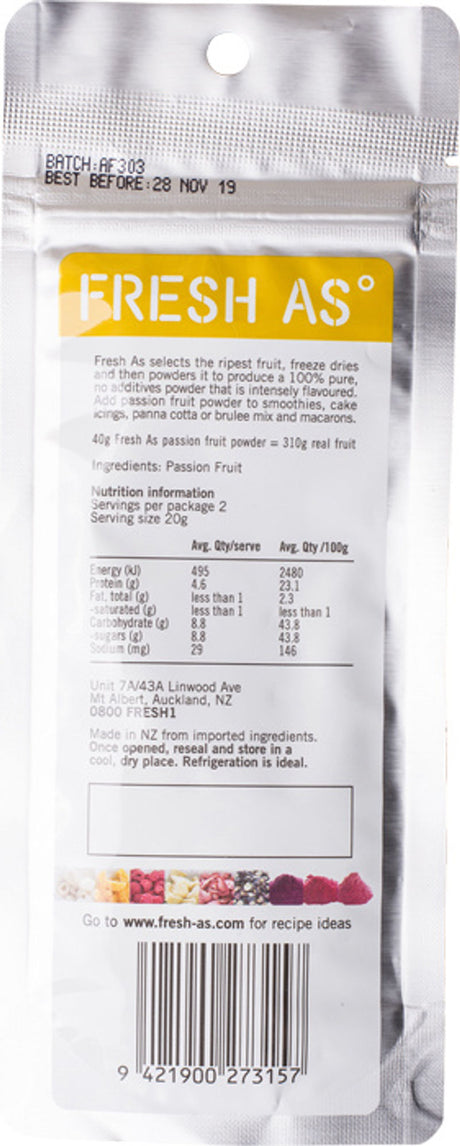 BATCH:AF303
BEST BEFORE:28 NOV 19
FRESH AS°
Fresh As selects the ripest fruit, freeze dries
and then powders it to produce a 100% pure,
no additives powder that is intensely flavoured.
Add passion fruit powder to smoothies, cake
icings, panna cotta or brulee mix and macarons.
40g Fresh As passion fruit powder = 310g real fruit
Ingredients: Passion Fruit
Nutrition information
Servings per package 2
Serving size 20g
Avg. Qty/serve Avg. Qty /100g
Energy (kJ) 495 2480
Protein (g) 4.6 23.1
Fat, total (g) less than 1 2.3
-saturated (g) less than 1 less than 1
Carbohydrate (g) 8.8 43.8
-sugars (g) 8.8 43.8
Sodium (mg) 29 146
Unit 7A/43A Linwood Ave
Mt Albert, Auckland, NZ
0800 FRESH1
Made in NZ from imported ingredients.
Once opened, reseal and store in a
cool, dry place. Refrigeration is ideal.
Go to www.fresh-as.com for recipe ideas
9 421900 273157